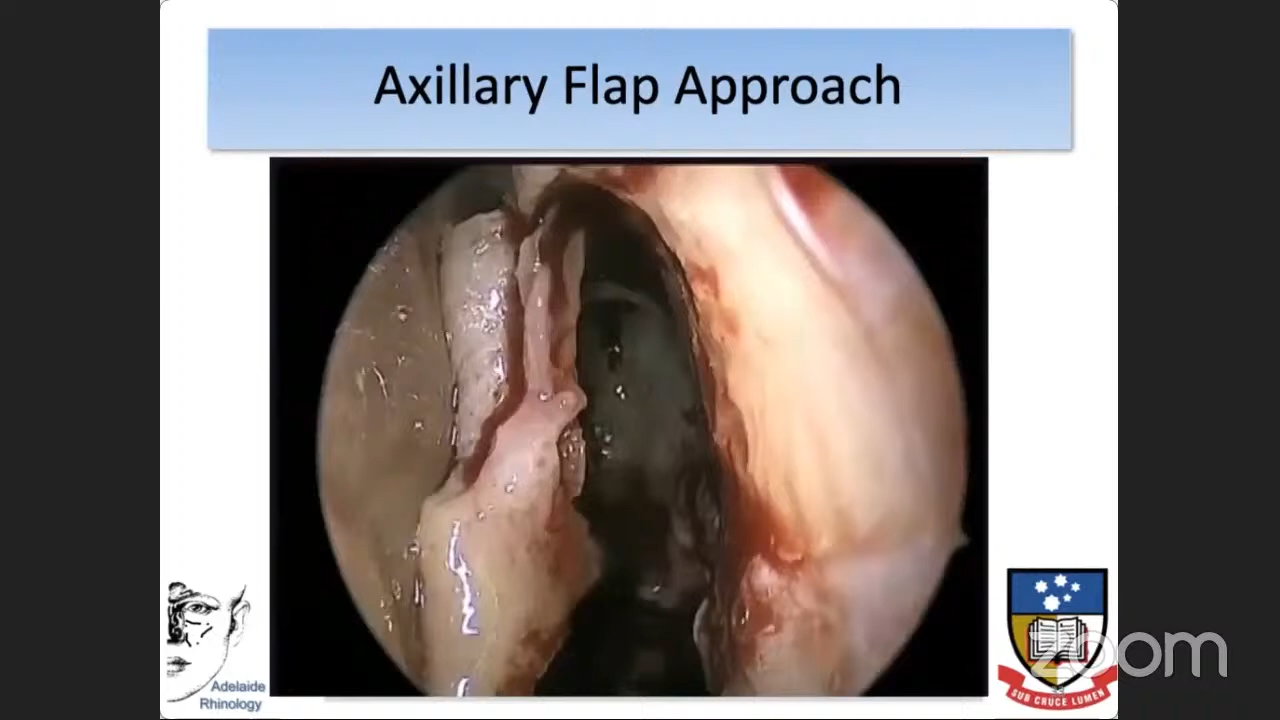 Axillary Flap Approach
Adelaide
Rhinology
SUB CRUCE LUMEN
zoom